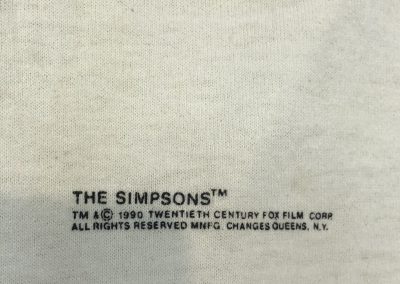 THE SIMPSONS™
TM & © 1990 TWENTIETH CENTURY FOX FILM CORP.
ALL RIGHTS RESERVED MNFG. CHANGES QUEENS, N.Y.